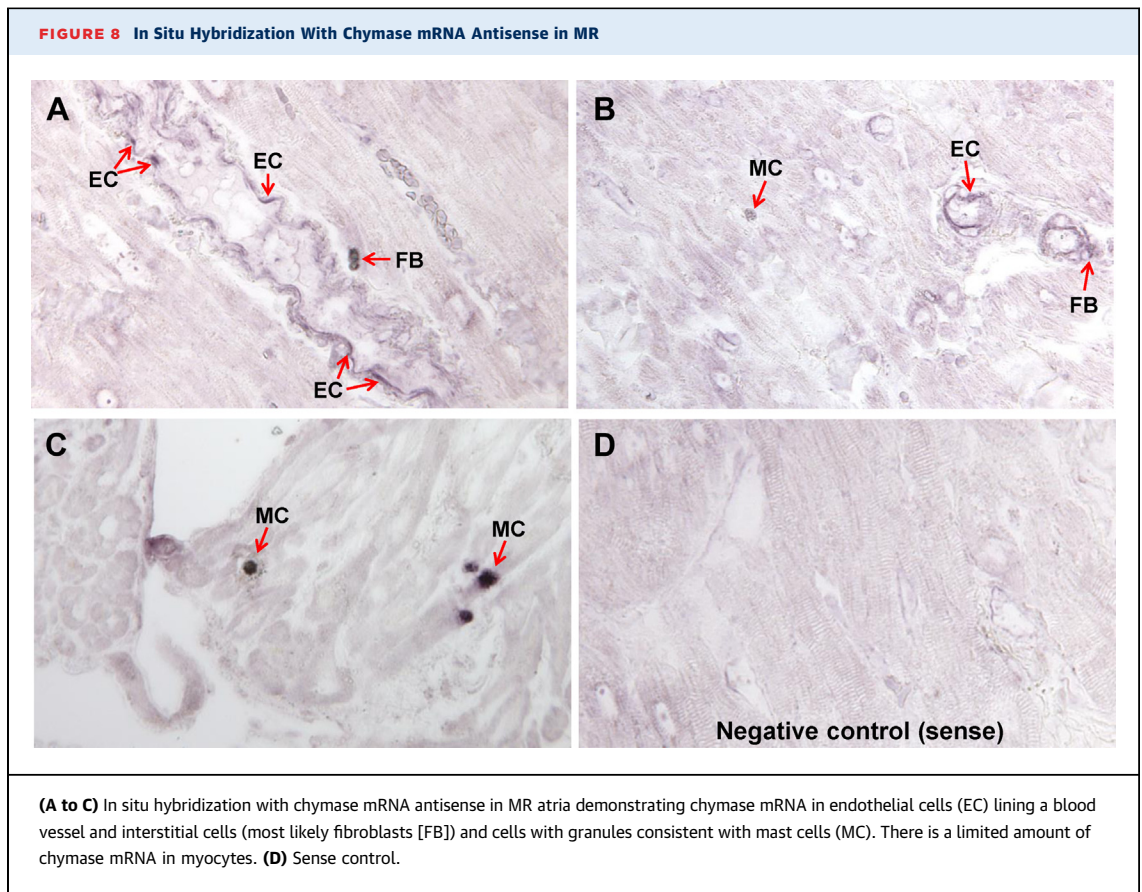 FIGURE 8 In Situ Hybridization With Chymase mRNA Antisense in MR
A
EC
EC
FB
EC
B
MC
EC
FB
C
MC
MC
D
Negative control (sense)
(A to C) In situ hybridization with chymase mRNA antisense in MR atria demonstrating chymase mRNA in endothelial cells (EC) lining a blood
vessel and interstitial cells (most likely fibroblasts [FB]) and cells with granules consistent with mast cells (MC). There is a limited amount of
chymase mRNA in myocytes. (D) Sense control.